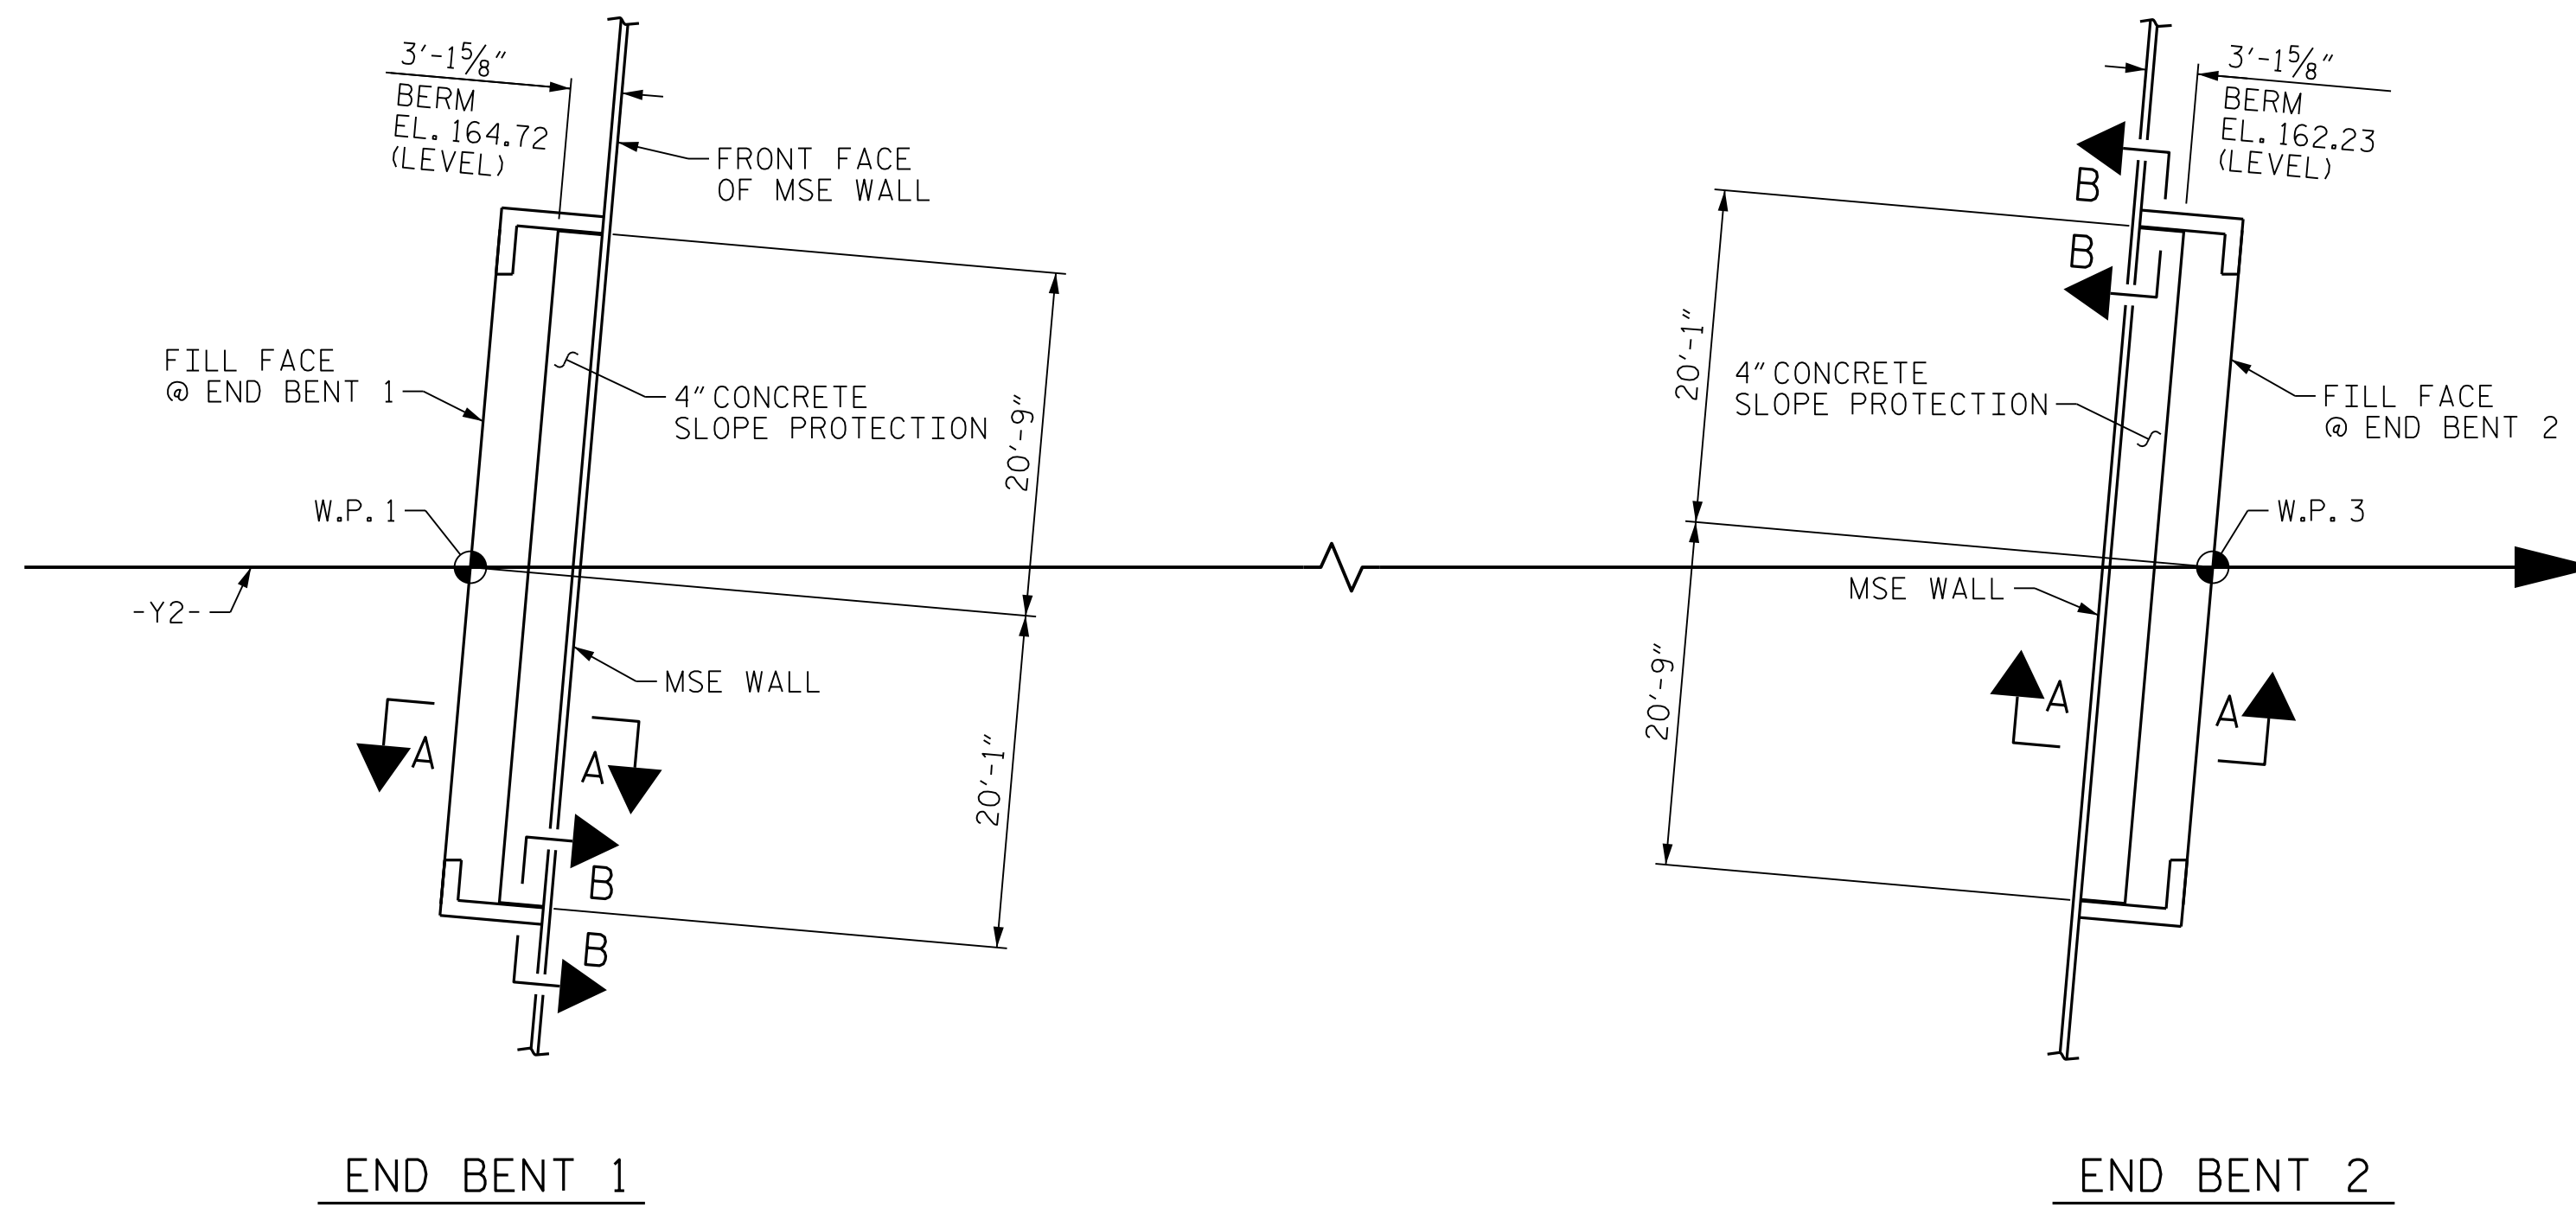 3'-1⅝"
BERM
EL. 164.72
(LEVEL)
FRONT FACE
OF MSE WALL
FILL FACE
@ END BENT 1
4" CONCRETE
SLOPE PROTECTION
20'-9"
W.P. 1
-Y2-
MSE WALL
A
A
20'-1"
B
B
END BENT 1
3'-1⅝"
BERM
EL. 162.23
(LEVEL)
B
B
20'-1"
4" CONCRETE
SLOPE PROTECTION
FILL FACE
@ END BENT 2
W.P. 3
MSE WALL
20'-9"
A
A
END BENT 2